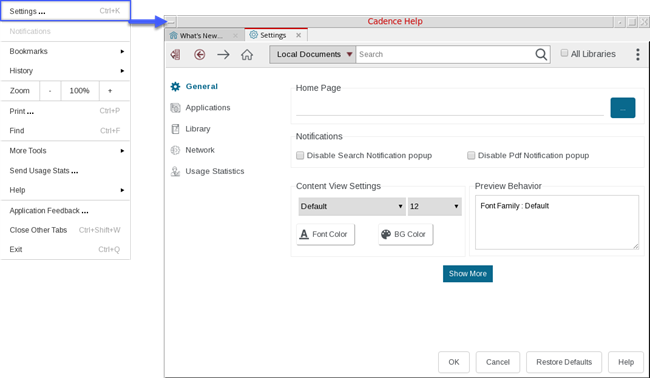 Settings ... Ctrl+K
Notifications
Bookmarks
History
Zoom - 100% +
Print ... Ctrl+P
Find Ctrl+F
More Tools
Send Usage Stats ...
Help
Application Feedback ...
Close Other Tabs Ctrl+Shift+W
Exit Ctrl+Q
Cadence Help
What's New... Settings
Local Documents Search All Libraries
General
Applications
Library
Network
Usage Statistics
Home Page
...
Notifications
Disable Search Notification popup Disable Pdf Notification popup
Content View Settings
Default 12
Font Color BG Color
Preview Behavior
Font Family : Default
Show More
OK Cancel Restore Defaults Help